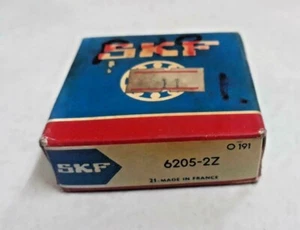 SKF
O 191
SKF 6205-2Z
21-MADE IN FRANCE